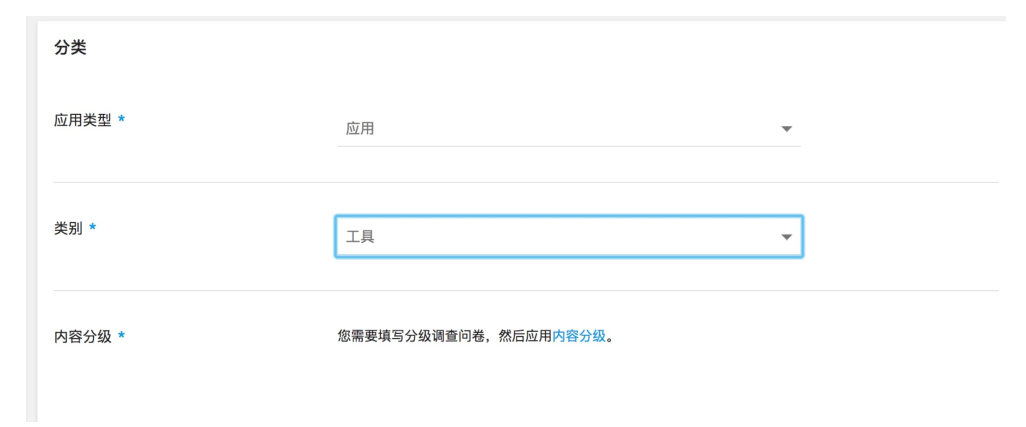 分类
应用类型 *
应用
类别 *
工具
内容分级 *
您需要填写分级调查问卷，然后应用内容分级。